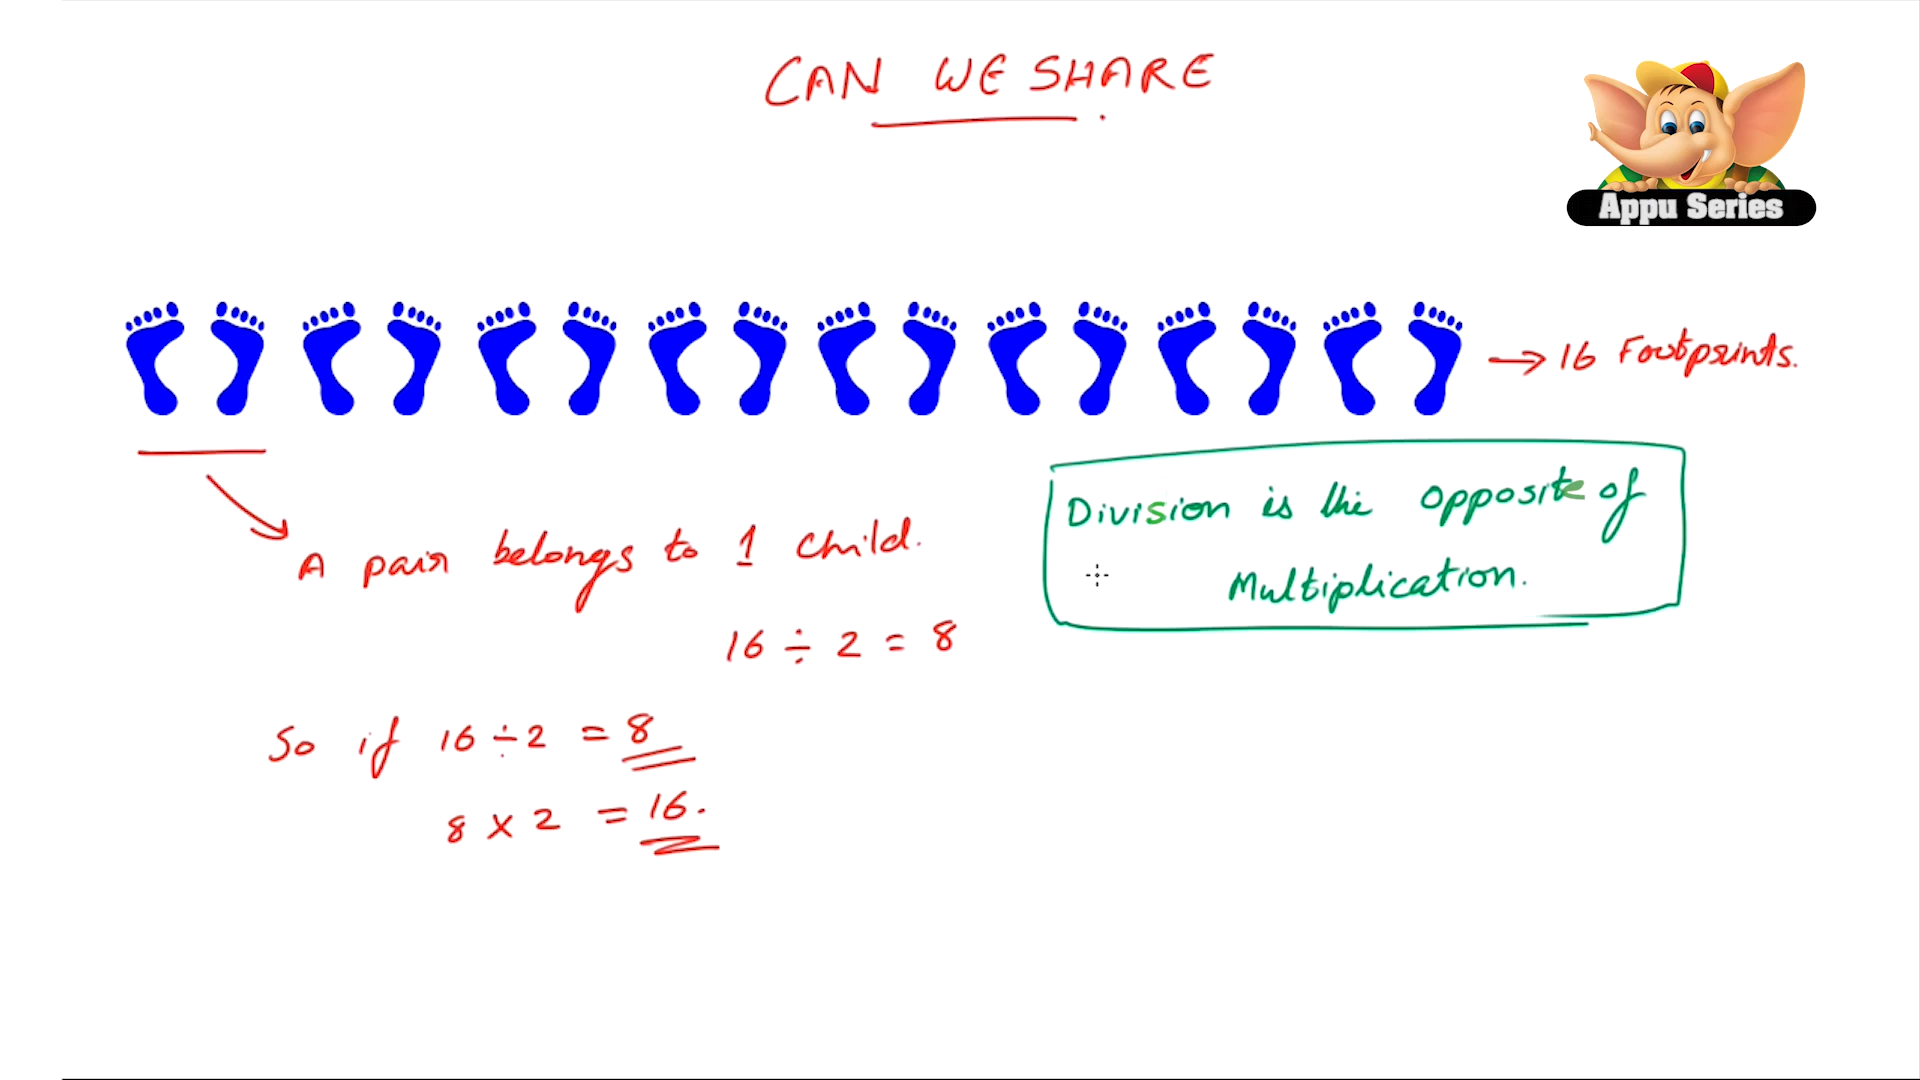 CAN WE SHARE
Appu Series
→ 16 Footprints.
A pair belongs to 1 child.
Division is the opposite of
Multiplication.
16 ÷ 2 = 8
So if 16 ÷ 2 = 8
8 × 2 = 16.